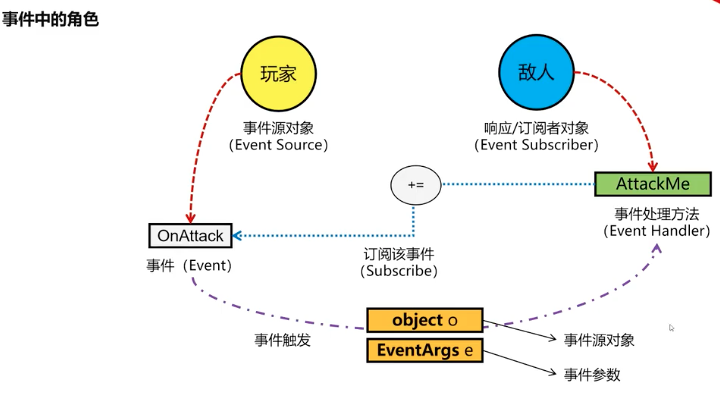 事件中的角色
玩家
敌人
事件源对象
（Event Source）
响应/订阅者对象
（Event Subscriber）
+=
AttackMe
事件处理方法
（Event Handler）
OnAttack
事件（Event）
订阅该事件
（Subscribe）
事件触发
object o
事件源对象
EventArgs e
事件参数